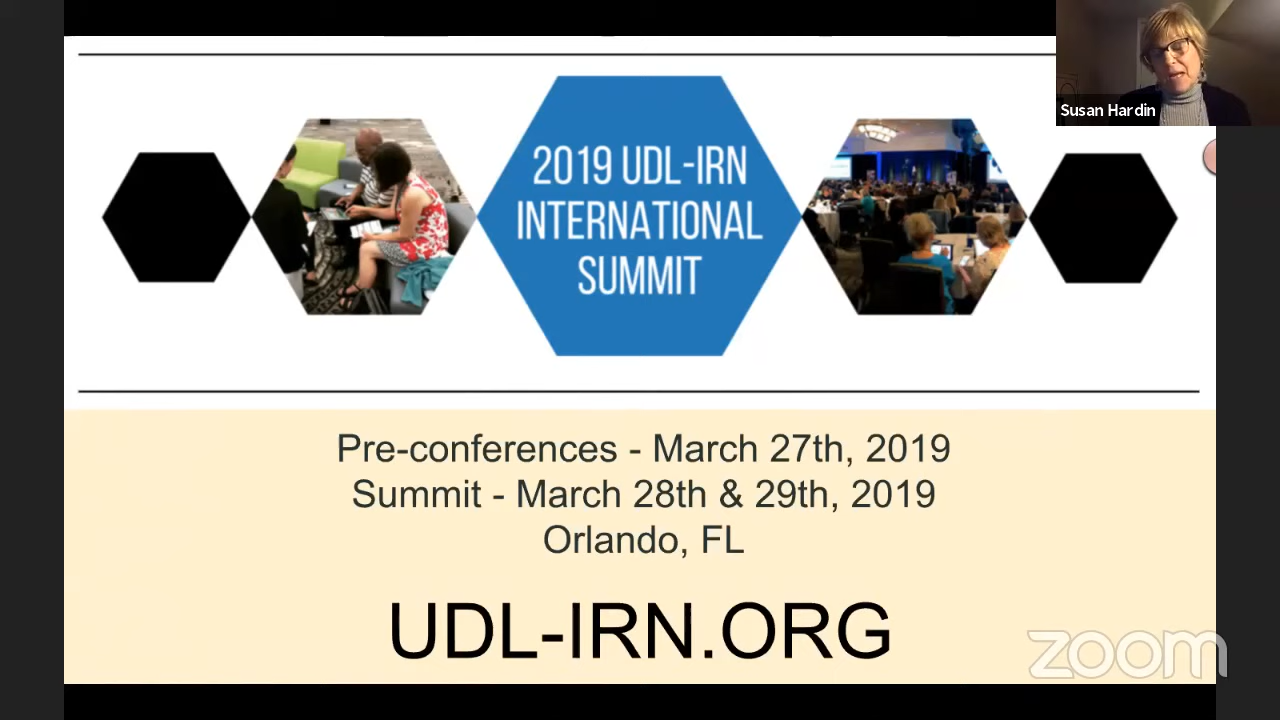 Susan Hardin
2019 UDL-IRN
INTERNATIONAL
SUMMIT
Pre-conferences - March 27th, 2019
Summit - March 28th & 29th, 2019
Orlando, FL
UDL-IRN.ORG
zoom